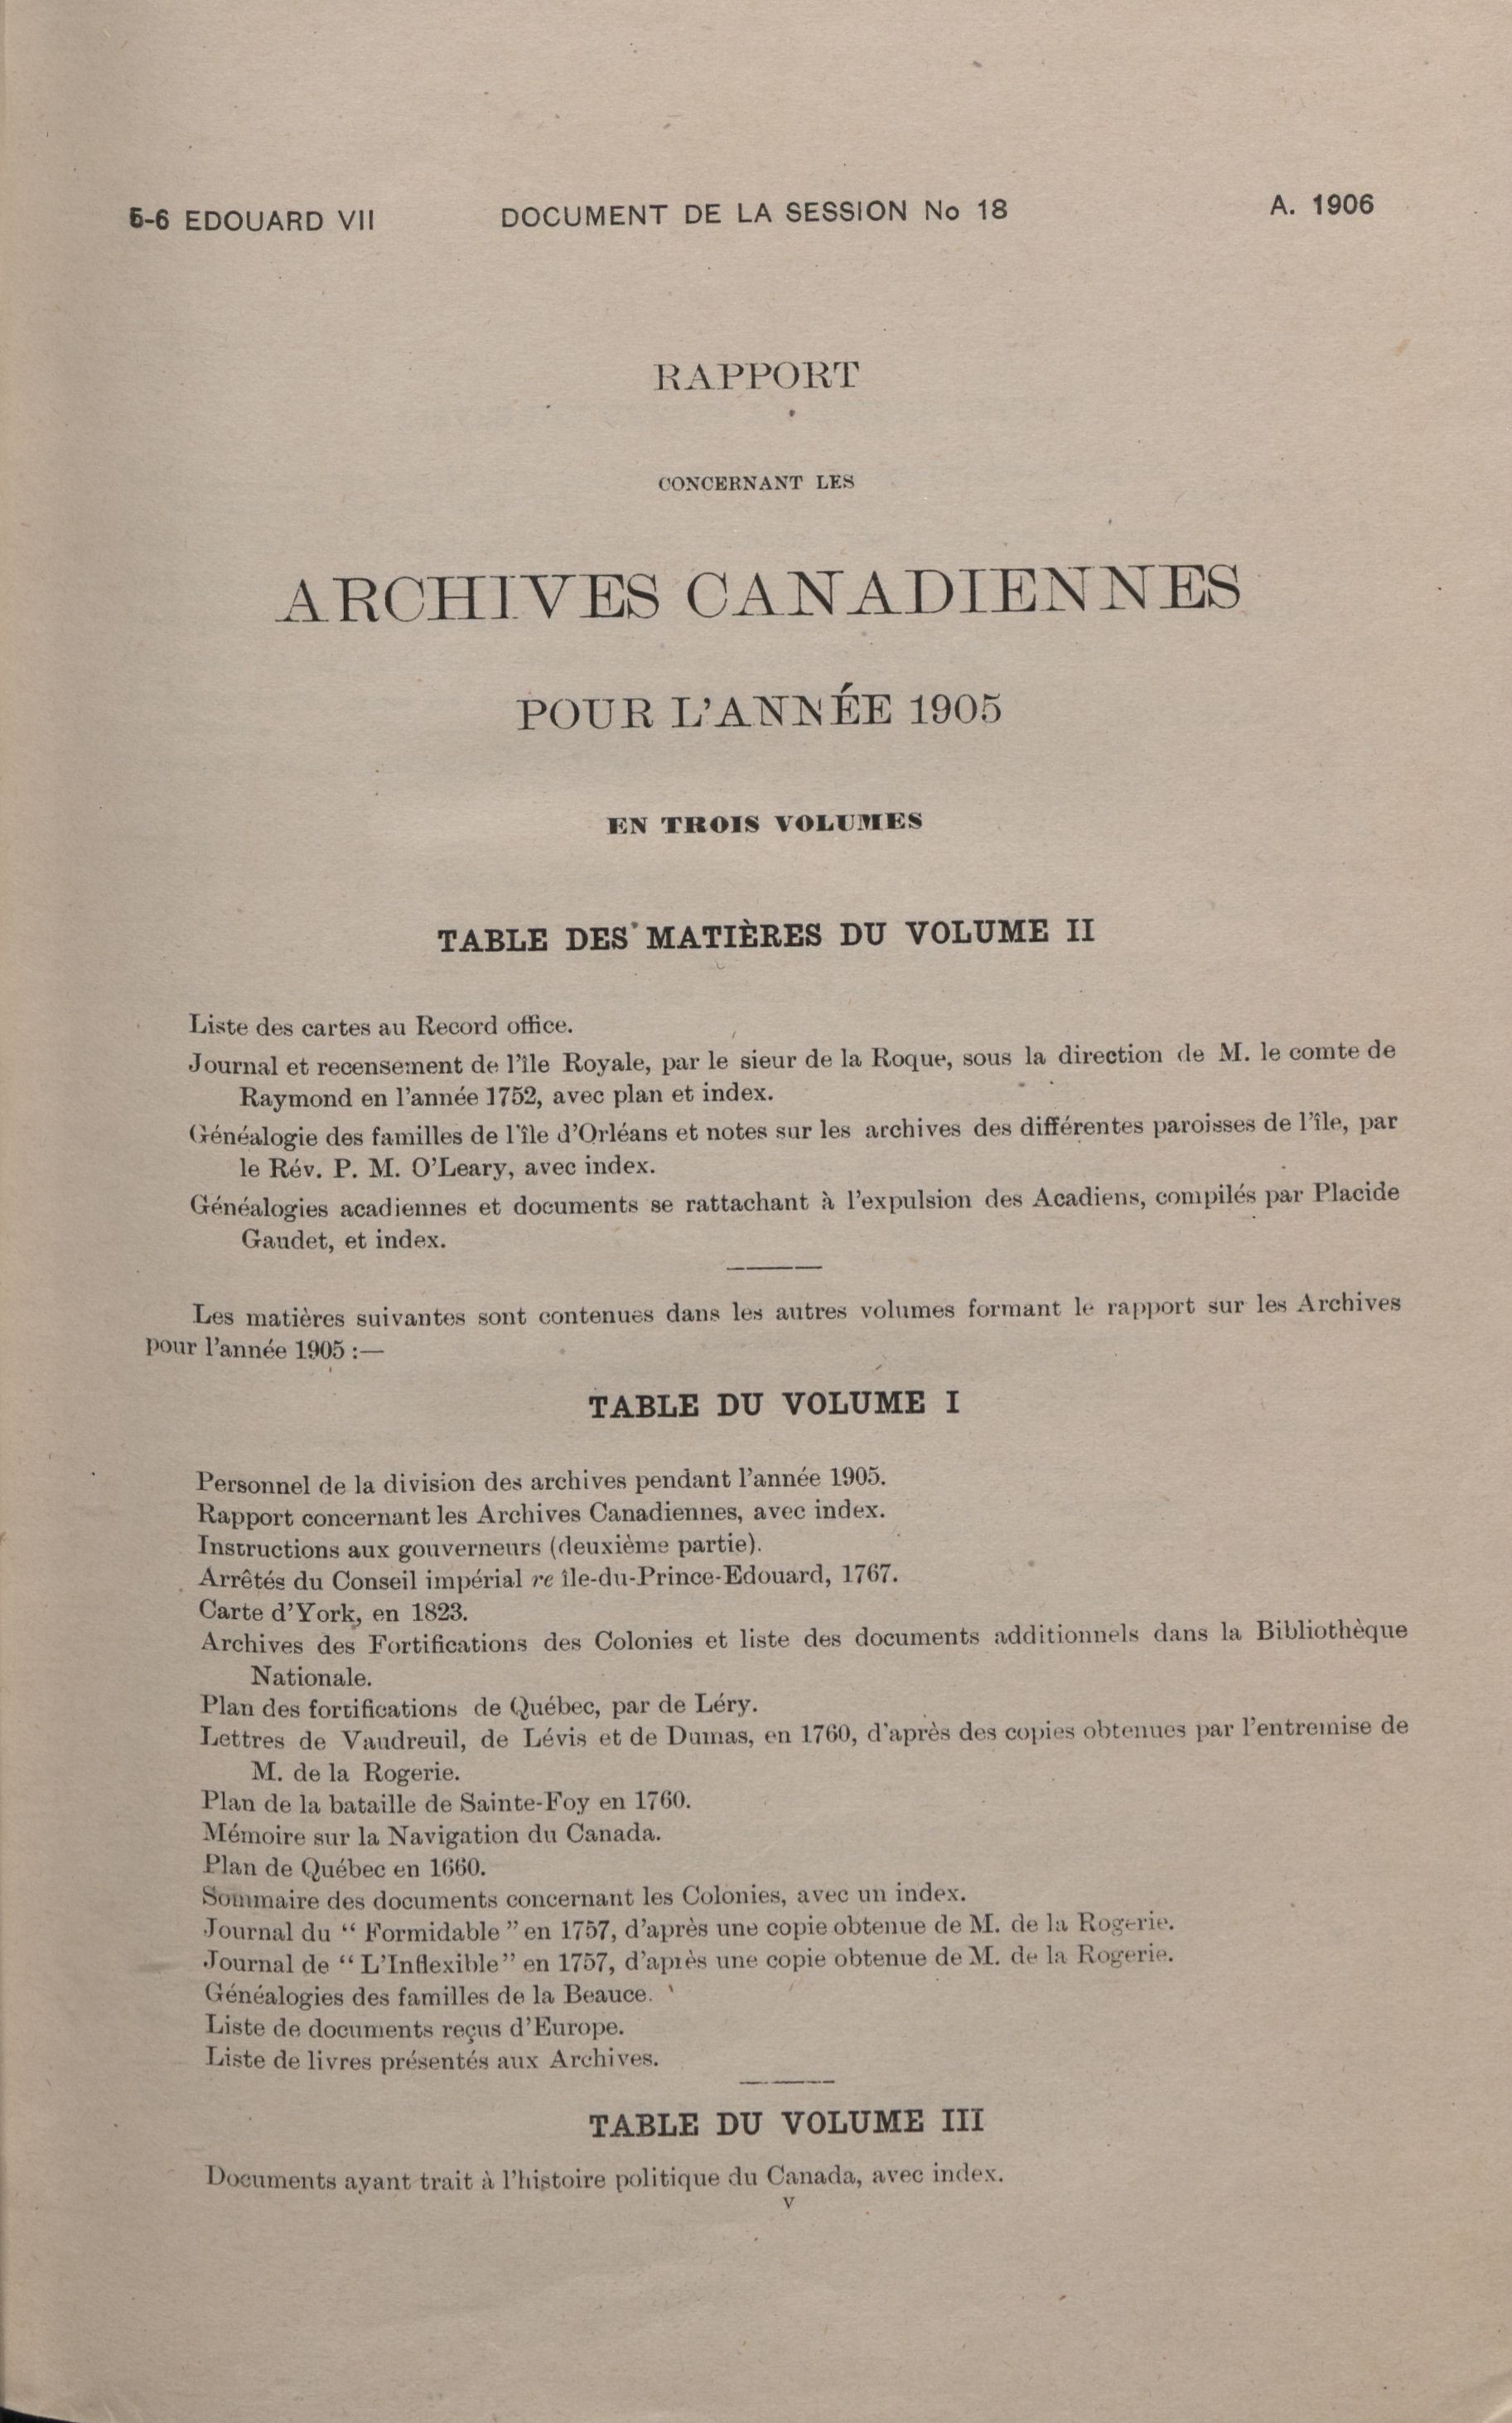 5-6 EDOUARD VII DOCUMENT DE LA SESSION No 18 A. 1906
RAPPORT
CONCERNANT LES
ARCHIVES CANADIENNES
POUR L'ANNÉE 1905
EN TROIS VOLUMES
TABLE DES MATIÈRES DU VOLUME II
Liste des cartes au Record office.
Journal et recensement de l'île Royale, par le sieur de la Roque, sous la direction de M. le comte de
Raymond en l'année 1752, avec plan et index.
Généalogie des familles de l'île d'Orléans et notes sur les archives des différentes paroisses de l'île, par
le Rév. P. M. O'Leary, avec index.
Généalogies acadiennes et documents se rattachant à l'expulsion des Acadiens, compilés par Placide
Gaudet, et index.
Les matières suivantes sont contenues dans les autres volumes formant le rapport sur les Archives
pour l'année 1905 :—
TABLE DU VOLUME I
Personnel de la division des archives pendant l'année 1905.
Rapport concernant les Archives Canadiennes, avec index.
Instructions aux gouverneurs (deuxième partie).
Arrêtés du Conseil impérial re île-du-Prince-Edouard, 1767.
Carte d'York, en 1823.
Archives des Fortifications des Colonies et liste des documents additionnels dans la Bibliothèque
Nationale.
Plan des fortifications de Québec, par de Léry.
Lettres de Vaudreuil, de Lévis et de Dumas, en 1760, d'après des copies obtenues par l'entremise de
M. de la Rogerie.
Plan de la bataille de Sainte-Foy en 1760.
Mémoire sur la Navigation du Canada.
Plan de Québec en 1660.
Sommaire des documents concernant les Colonies, avec un index.
Journal du “ Formidable ” en 1757, d'après une copie obtenue de M. de la Rogerie.
Journal de “ L'Inflexible ” en 1757, d'après une copie obtenue de M. de la Rogerie.
Généalogies des familles de la Beauce.
Liste de documents reçus d'Europe.
Liste de livres présentés aux Archives.
TABLE DU VOLUME III
Documents ayant trait à l'histoire politique du Canada, avec index.
V